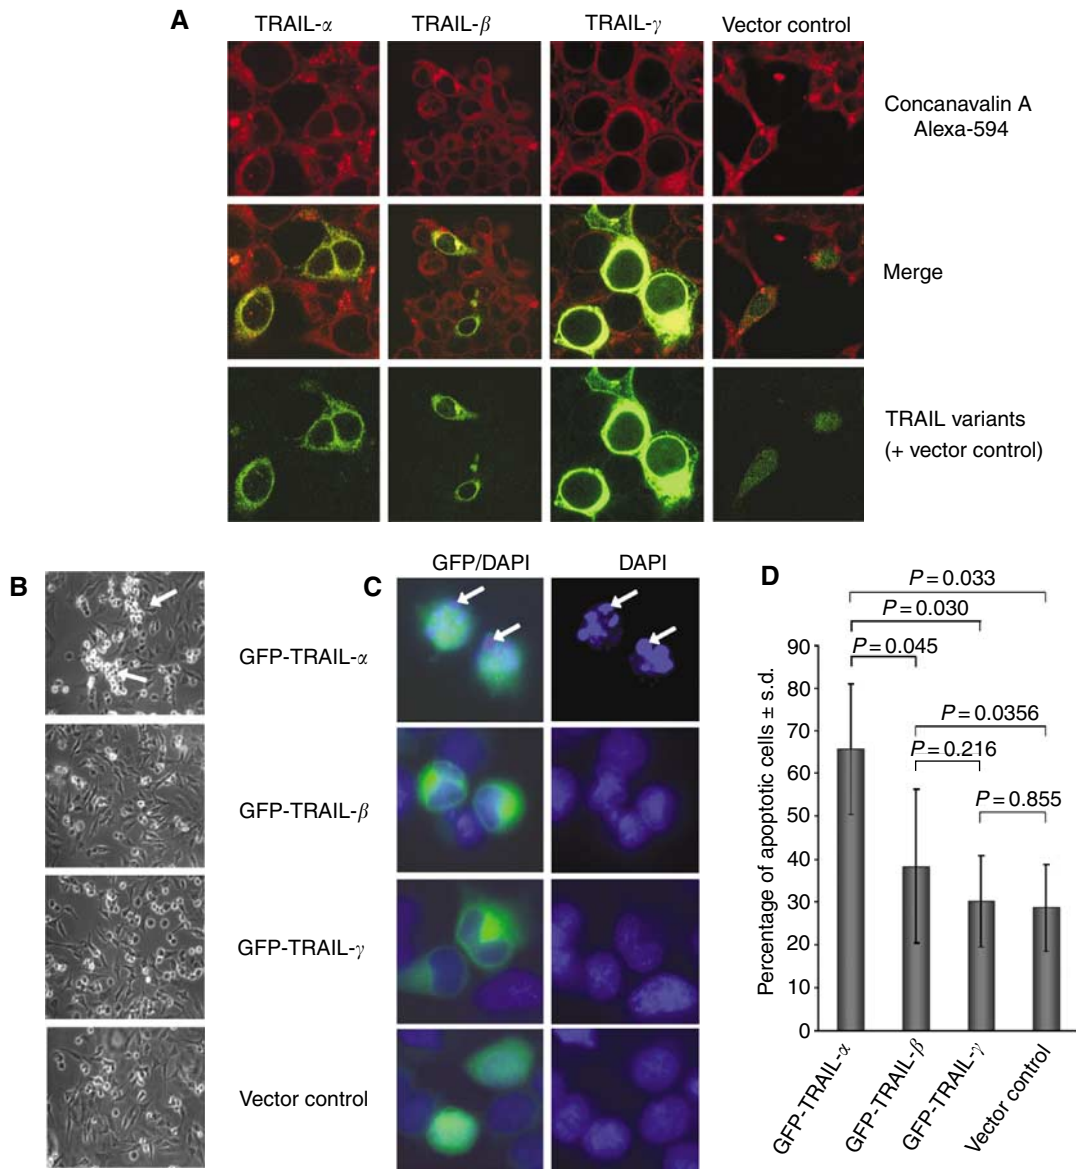 A
TRAIL-α
TRAIL-β
TRAIL-γ
Vector control
Concanavalin A
Alexa-594
Merge
TRAIL variants
(+ vector control)
B
GFP-TRAIL-α
GFP-TRAIL-β
GFP-TRAIL-γ
Vector control
C
GFP/DAPI
DAPI
D
P = 0.033
P = 0.030
P = 0.045
P = 0.0356
P = 0.216
P = 0.855
Percentage of apoptotic cells ± s.d.
90
80
70
60
50
40
30
20
10
0
GFP-TRAIL-α
GFP-TRAIL-β
GFP-TRAIL-γ
Vector control